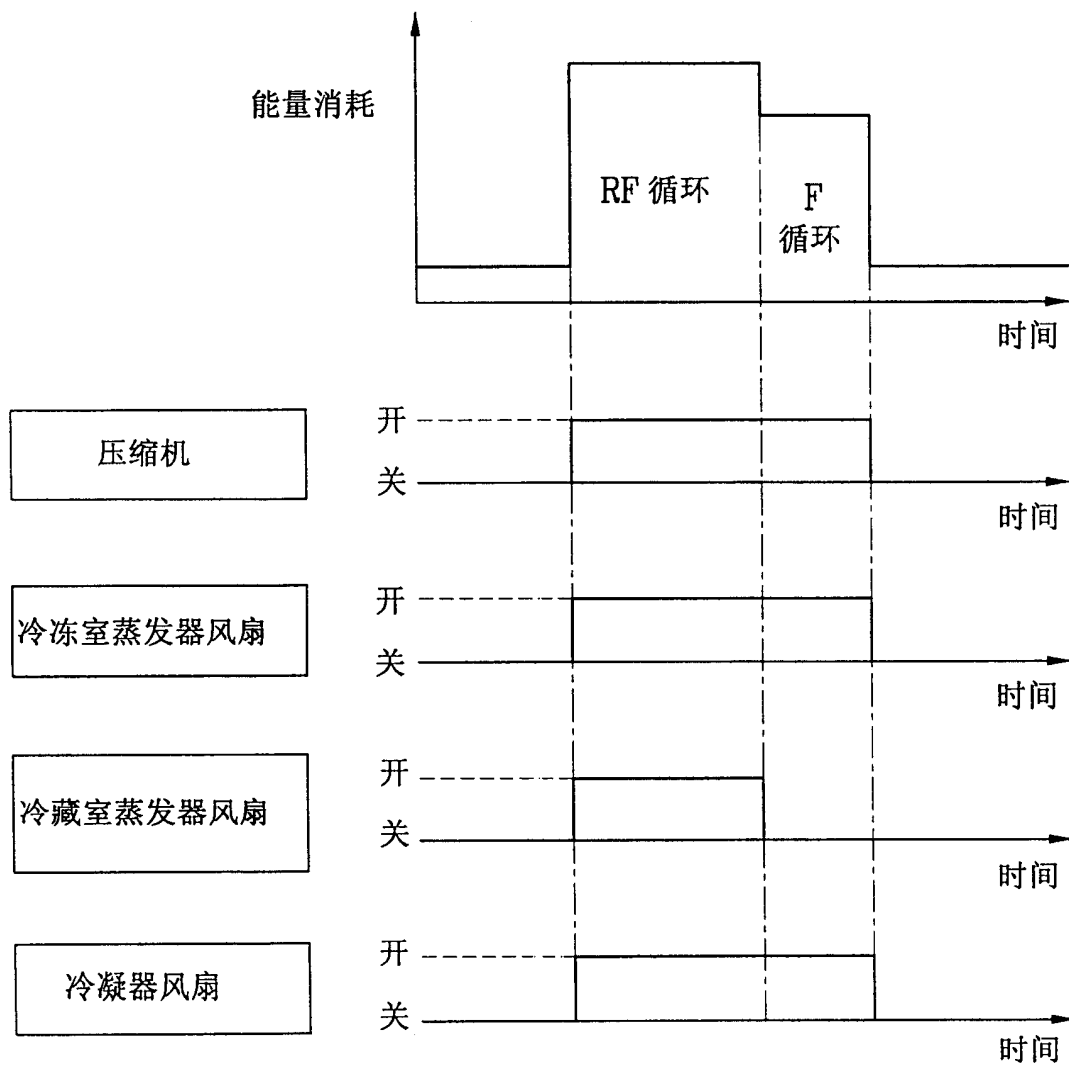 能量消耗
RF 循环
F
循环
时间
压缩机
开
关
时间
冷冻室蒸发器风扇
开
关
时间
冷藏室蒸发器风扇
开
关
时间
冷凝器风扇
开
关
时间